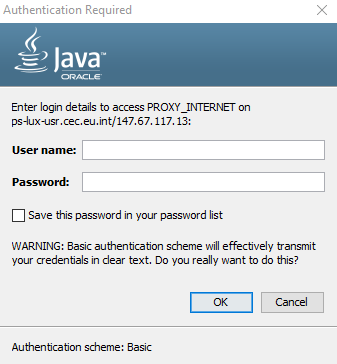 Authentication Required
Java
ORACLE
Enter login details to access PROXY_INTERNET on
ps-lux-usr.cec.eu.int/147.67.117.13:
User name:
Password:
Save this password in your password list
WARNING: Basic authentication scheme will effectively transmit
your credentials in clear text. Do you really want to do this?
OK Cancel
Authentication scheme: Basic